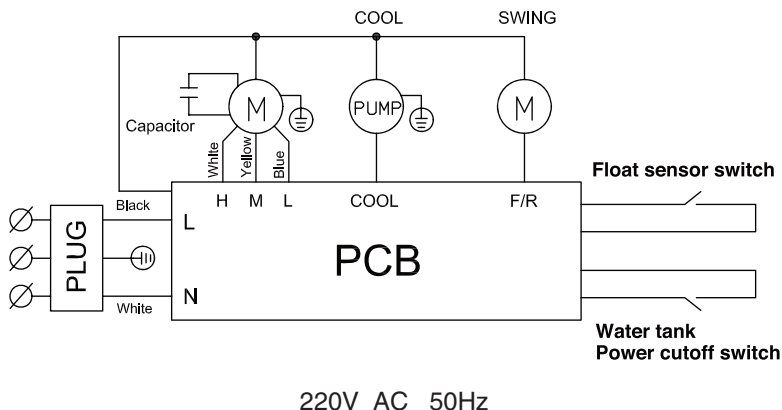 COOL
SWING
M
PUMP
M
Capacitor
White
Yellow
Blue
Float sensor switch
Black
H M L COOL F/R
L
PLUG
PCB
N
White
Water tank
Power cutoff switch
220V AC 50Hz